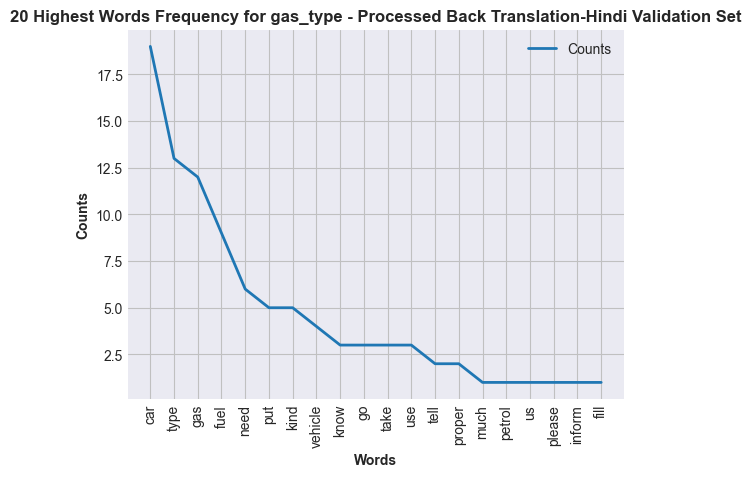 20 Highest Words Frequency for gas_type - Processed Back Translation-Hindi Validation Set
Counts
17.5
15.0
12.5
10.0
7.5
5.0
2.5
Counts
car
type
gas
fuel
need
put
kind
vehicle
know
go
take
use
tell
proper
much
petrol
us
please
inform
fill
Words